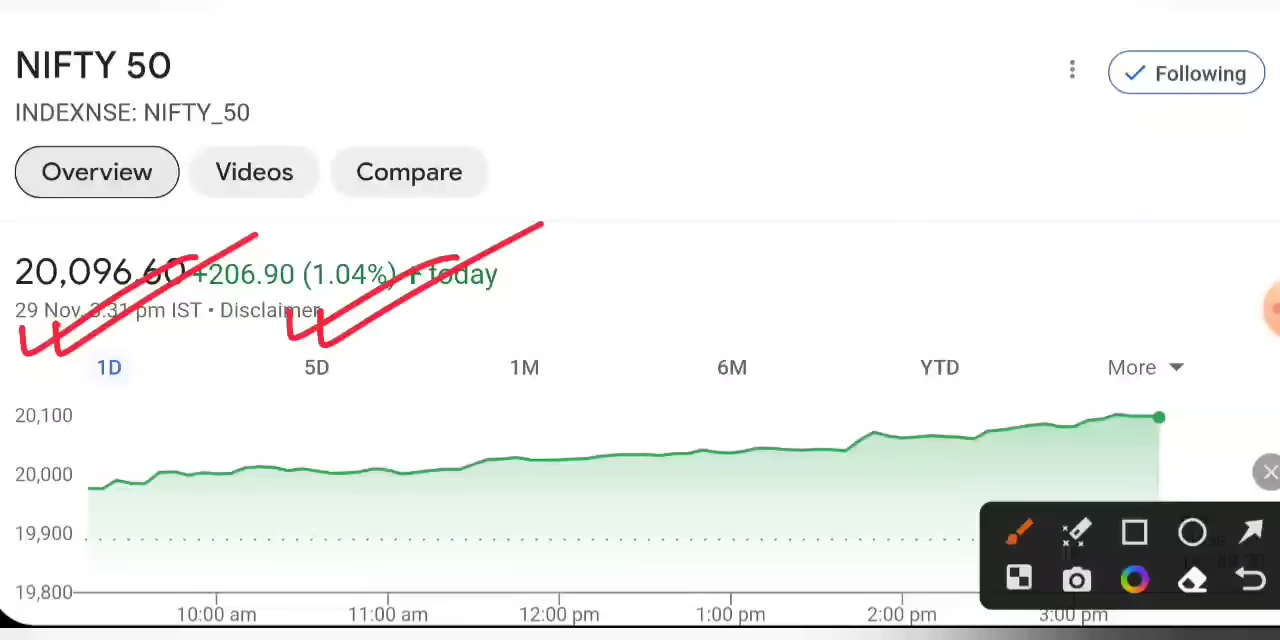 NIFTY 50
Following
INDEXNSE: NIFTY_50
Overview Videos Compare
20,096.60 +206.90 (1.04%) today
29 Nov, 3:31 pm IST • Disclaimer
1D 5D 1M 6M YTD More
20,100
20,000
19,900
19,800
10:00 am 11:00 am 12:00 pm 1:00 pm 2:00 pm 3:00 pm